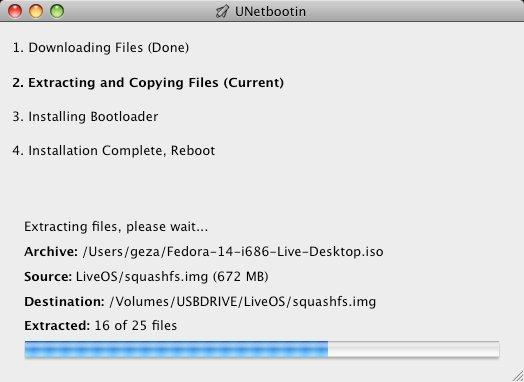 UNetbootin
1. Downloading Files (Done)
2. Extracting and Copying Files (Current)
3. Installing Bootloader
4. Installation Complete, Reboot
Extracting files, please wait...
Archive: /Users/geza/Fedora-14-i686-Live-Desktop.iso
Source: LiveOS/squashfs.img (672 MB)
Destination: /Volumes/USBDRIVE/LiveOS/squashfs.img
Extracted: 16 of 25 files